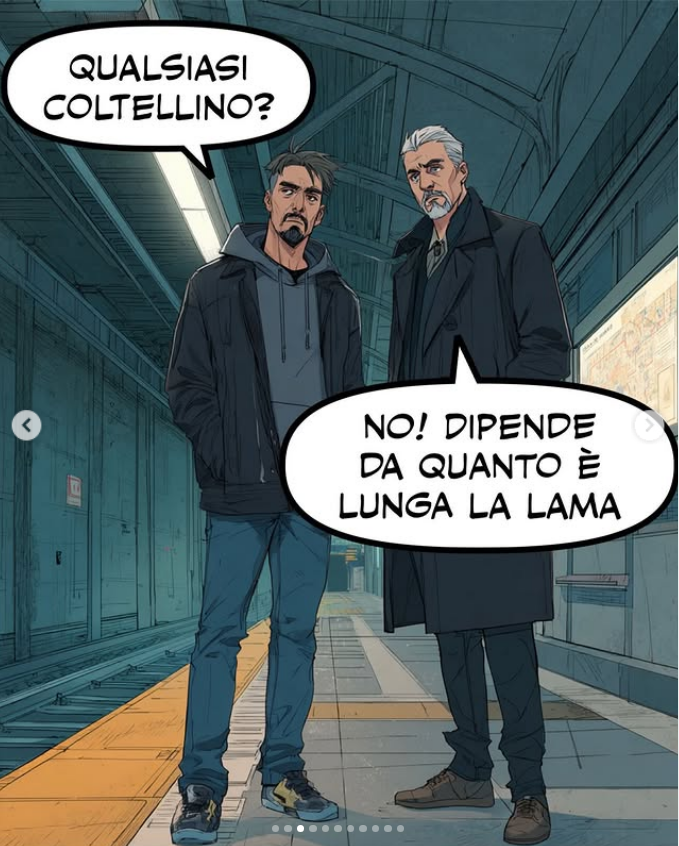 QUALSIASI
COLTELLINO?
NO! DIPENDE
DA QUANTO È
LUNGA LA LAMA